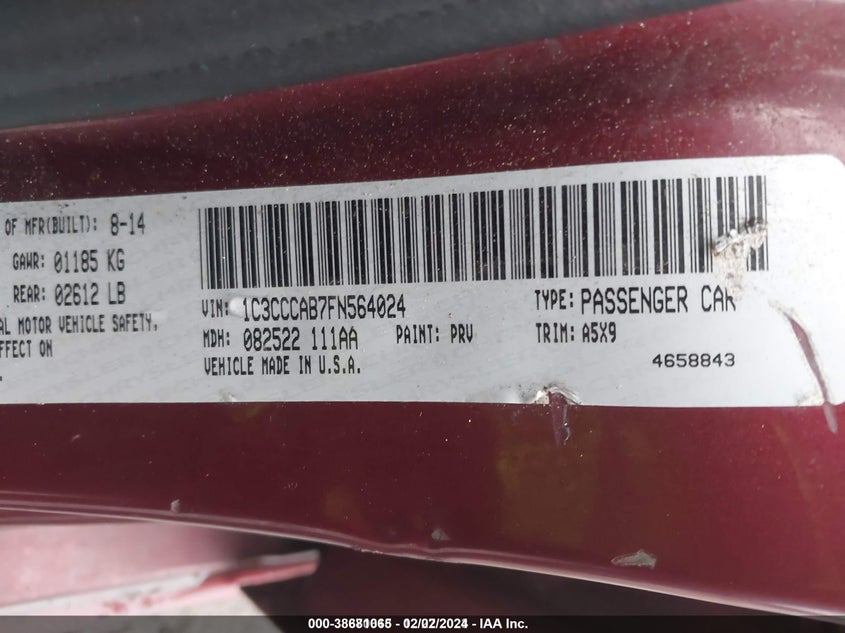 OF MFR(BUILT): 8-14
GAWR: 01185 KG
REAR: 02612 LB
AL MOTOR VEHICLE SAFETY,
FFECT ON
VIN: 1C3CCCAB7FN564024
TYPE: PASSENGER CAR
MDH: 082522 111AA
PAINT: PRV
TRIM: A5X9
VEHICLE MADE IN U.S.A.
4658843
02/02/2024 - IAA Inc.